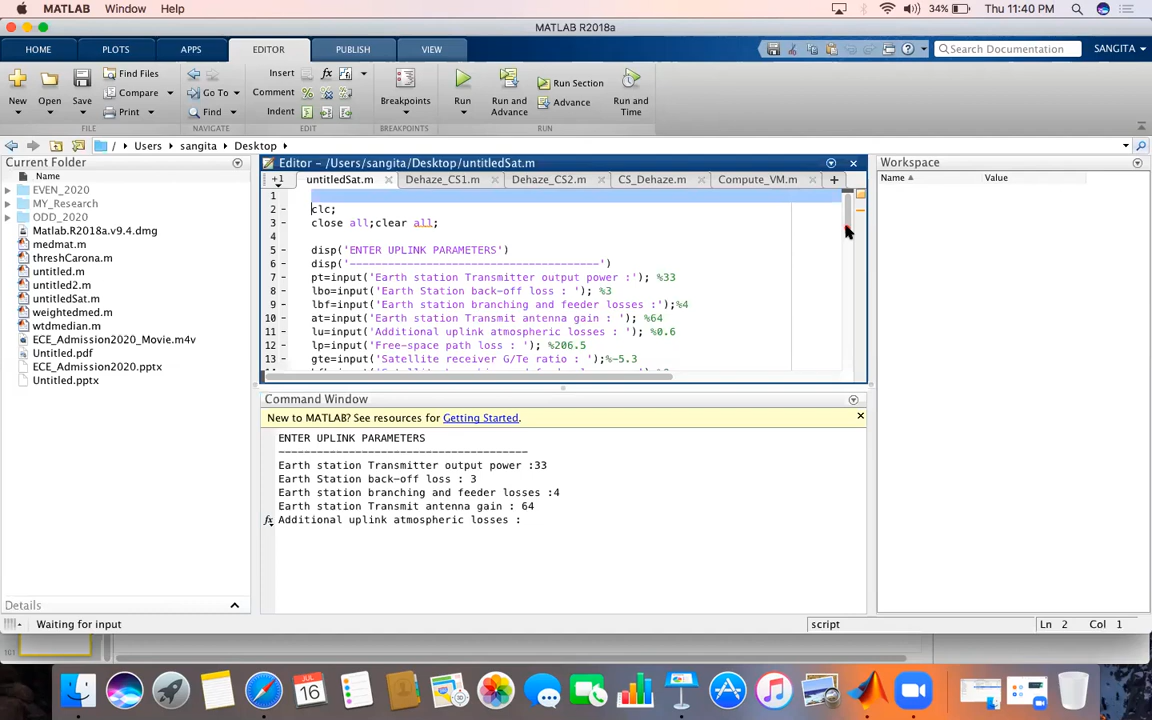 MATLAB Window Help 34% Thu 11:40 PM
MATLAB R2018a
HOME PLOTS APPS EDITOR PUBLISH VIEW Search Documentation SANGITA
New Open Save Find Files Compare Print Go To Find Insert fx Comment % Indent Breakpoints Run Run and Advance Run Section Advance Run and Time
FILE NAVIGATE EDIT BREAKPOINTS RUN
/ Users sangita Desktop
Current Folder
Name
EVEN_2020
MY_Research
ODD_2020
Matlab.R2018a.v9.4.dmg
medmat.m
threshCarona.m
untitled.m
untitled2.m
untitledSat.m
weightedmed.m
wtdmedian.m
ECE_Admission2020_Movie.m4v
Untitled.pdf
ECE_Admission2020.pptx
Untitled.pptx
Details
Waiting for input
Editor – /Users/sangita/Desktop/untitledSat.m
+1 untitledSat.m Dehaze_CS1.m Dehaze_CS2.m CS_Dehaze.m Compute_VM.m +
1
2 - clc;
3 - close all;clear all;
4
5 - disp('ENTER UPLINK PARAMETERS')
6 - disp('---------------------------------------')
7 - pt=input('Earth station Transmitter output power :'); %33
8 - lbo=input('Earth Station back-off loss : '); %3
9 - lbf=input('Earth station branching and feeder losses :');%4
10 - at=input('Earth station Transmit antenna gain : '); %64
11 - lu=input('Additional uplink atmospheric losses : '); %0.6
12 - lp=input('Free-space path loss : '); %206.5
13 - gte=input('Satellite receiver G/Te ratio : ');%-5.3
Command Window
New to MATLAB? See resources for Getting Started.
ENTER UPLINK PARAMETERS
---------------------------------------
Earth station Transmitter output power :33
Earth Station back-off loss : 3
Earth station branching and feeder losses :4
Earth station Transmit antenna gain : 64
fx Additional uplink atmospheric losses :
Workspace
Name Value
script Ln 2 Col 1
JUL
16